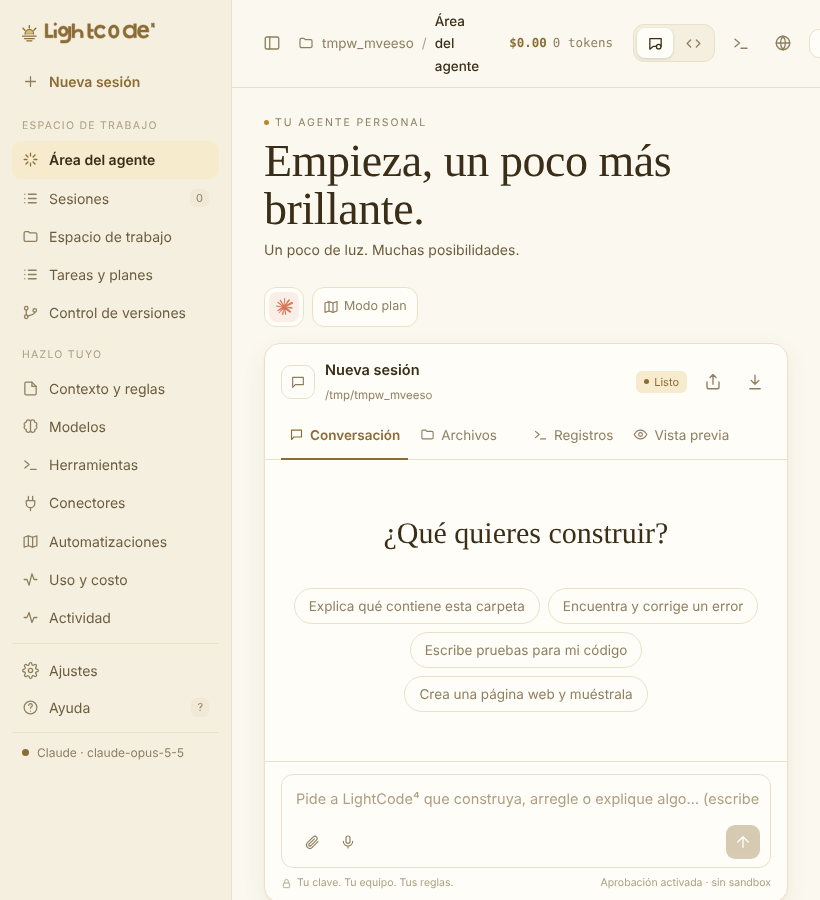 Lightcode⁴
Nueva sesión
ESPACIO DE TRABAJO
Área del agente
Sesiones 0
Espacio de trabajo
Tareas y planes
Control de versiones
HAZLO TUYO
Contexto y reglas
Modelos
Herramientas
Conectores
Automatizaciones
Uso y costo
Actividad
Ajustes
Ayuda ?
Claude · claude-opus-5-5
tmpw_mveeso / Área
del
agente
$0.00 0 tokens
TU AGENTE PERSONAL
Empieza, un poco más
brillante.
Un poco de luz. Muchas posibilidades.
Modo plan
Nueva sesión
/tmp/tmpw_mveeso
Listo
Conversación Archivos Registros Vista previa
¿Qué quieres construir?
Explica qué contiene esta carpeta Encuentra y corrige un error
Escribe pruebas para mi código
Crea una página web y muéstrala
Pide a LightCode⁴ que construya, arregle o explique algo... (escribe
Tu clave. Tu equipo. Tus reglas. Aprobación activada · sin sandbox